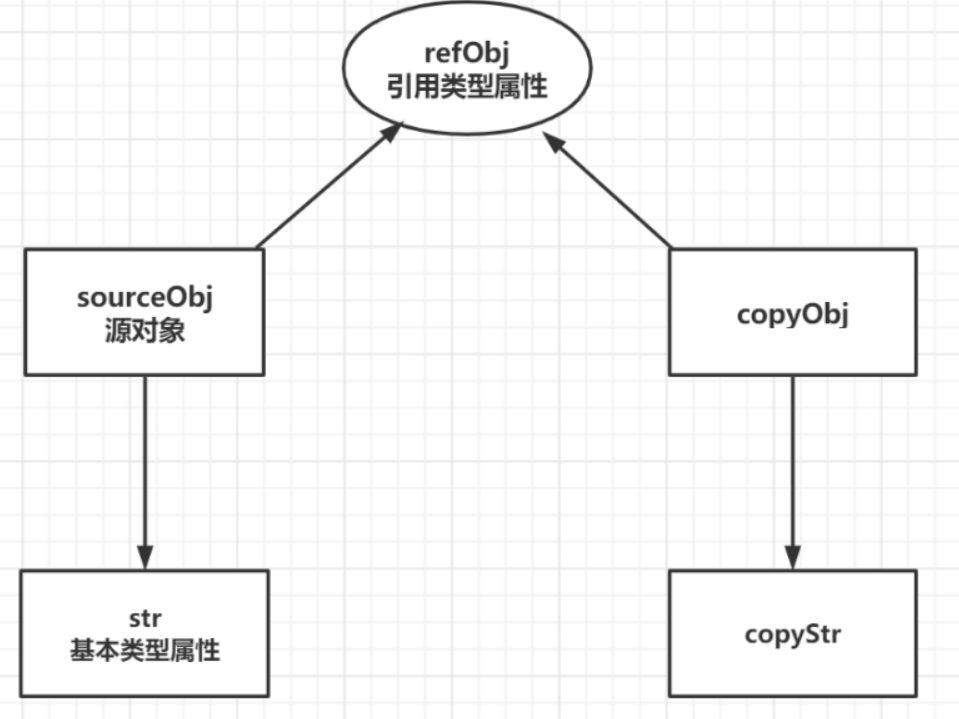 refObj
引用类型属性
sourceObj
源对象
copyObj
str
基本类型属性
copyStr